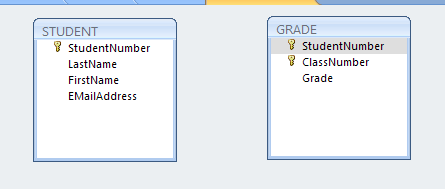 STUDENT
StudentNumber
LastName
FirstName
EMailAddress
GRADE
StudentNumber
ClassNumber
Grade